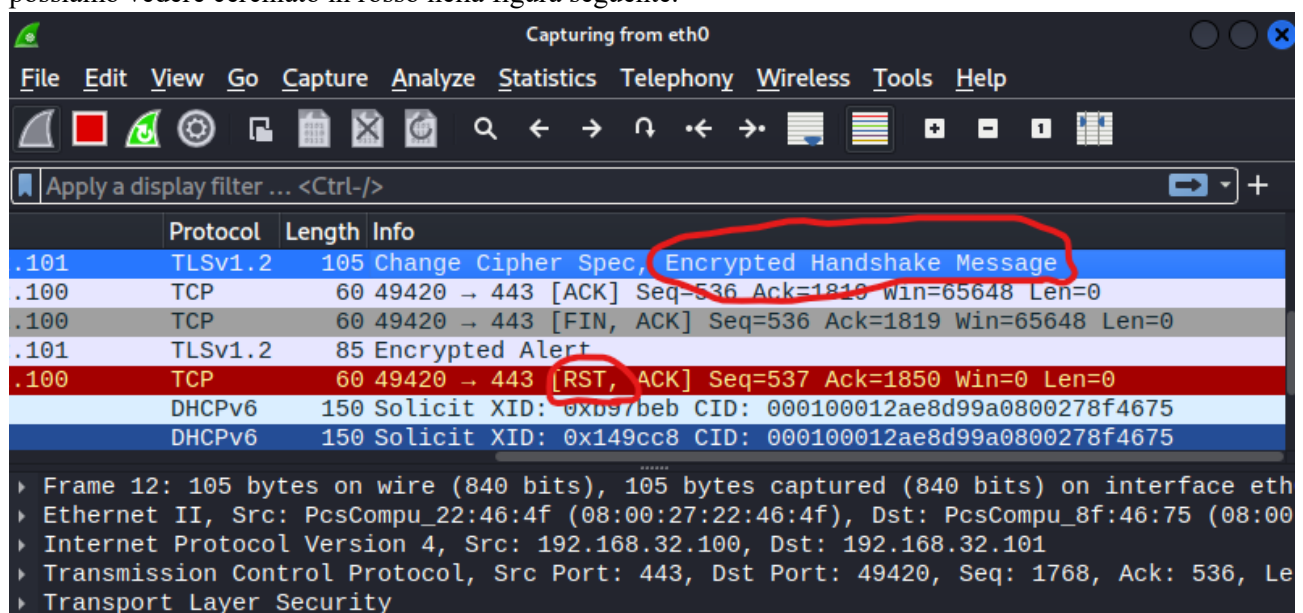 possiamo vedere cerchiato in rosso nella figura seguente:
Capturing from eth0
File Edit View Go Capture Analyze Statistics Telephony Wireless Tools Help
Apply a display filter ... <Ctrl-/>
Protocol Length Info
.101 TLSv1.2 105 Change Cipher Spec, Encrypted Handshake Message
.100 TCP 60 49420 → 443 [ACK] Seq=536 Ack=1819 Win=65648 Len=0
.100 TCP 60 49420 → 443 [FIN, ACK] Seq=536 Ack=1819 Win=65648 Len=0
.101 TLSv1.2 85 Encrypted Alert
.100 TCP 60 49420 → 443 [RST, ACK] Seq=537 Ack=1850 Win=0 Len=0
DHCPv6 150 Solicit XID: 0xb97beb CID: 000100012ae8d99a0800278f4675
DHCPv6 150 Solicit XID: 0x149cc8 CID: 000100012ae8d99a0800278f4675
Frame 12: 105 bytes on wire (840 bits), 105 bytes captured (840 bits) on interface eth
Ethernet II, Src: PcsCompu_22:46:4f (08:00:27:22:46:4f), Dst: PcsCompu_8f:46:75 (08:00
Internet Protocol Version 4, Src: 192.168.32.100, Dst: 192.168.32.101
Transmission Control Protocol, Src Port: 443, Dst Port: 49420, Seq: 1768, Ack: 536, Le
Transport Layer Security